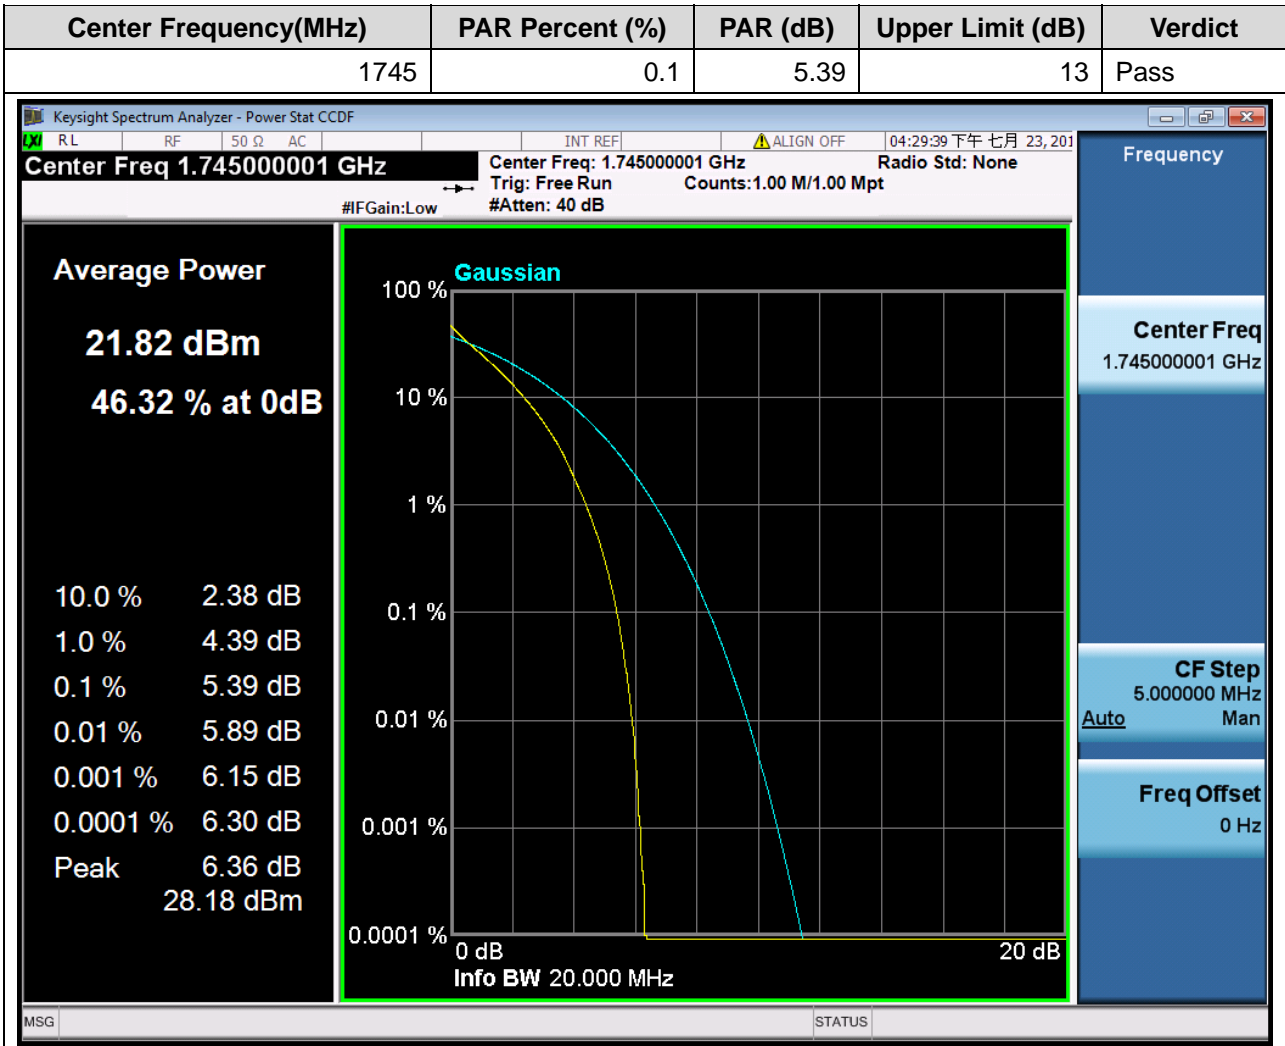 Center Frequency(MHz) PAR Percent (%) PAR (dB) Upper Limit (dB) Verdict
1745 0.1 5.39 13 Pass
Keysight Spectrum Analyzer - Power Stat CCDF
LXI RL RF 50 Ω AC INT REF ALIGN OFF 04:29:39 下午 七月 23, 201
Center Freq 1.745000001 GHz
Center Freq: 1.745000001 GHz Radio Std: None
Trig: Free Run Counts:1.00 M/1.00 Mpt
#IFGain:Low #Atten: 40 dB
Average Power
21.82 dBm
46.32 % at 0dB
10.0 % 2.38 dB
1.0 % 4.39 dB
0.1 % 5.39 dB
0.01 % 5.89 dB
0.001 % 6.15 dB
0.0001 % 6.30 dB
Peak 6.36 dB
28.18 dBm
Gaussian
100 %
10 %
1 %
0.1 %
0.01 %
0.001 %
0.0001 %
0 dB 20 dB
Info BW 20.000 MHz
Frequency
Center Freq
1.745000001 GHz
CF Step
5.000000 MHz
Auto Man
Freq Offset
0 Hz
MSG STATUS